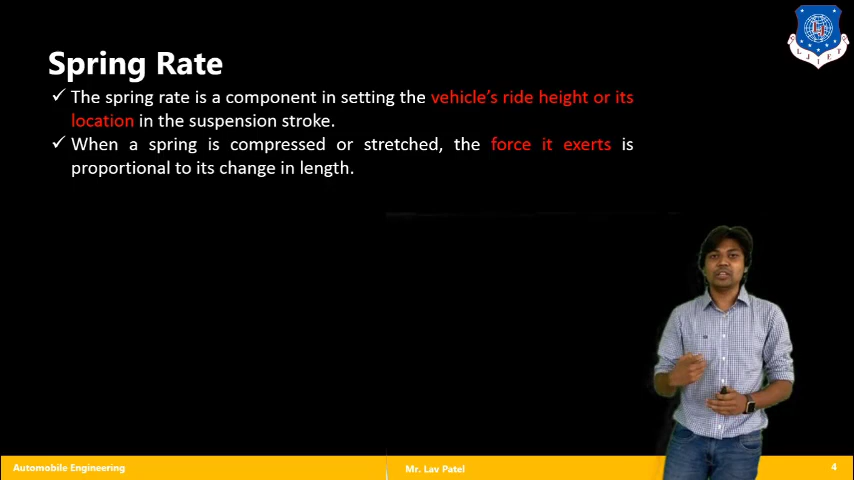 Spring Rate
✓ The spring rate is a component in setting the vehicle's ride height or its
location in the suspension stroke.
✓ When a spring is compressed or stretched, the force it exerts is
proportional to its change in length.
LJIET
Automobile Engineering
Mr. Lav Patel
4